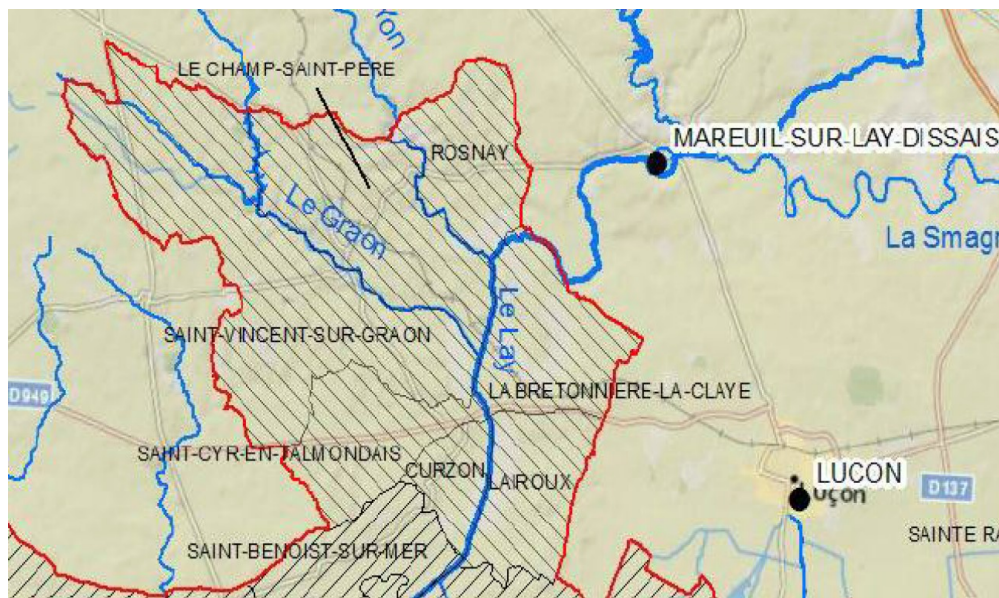 Yon
LE CHAMP-SAINT-PERE
MAREUIL-SUR-LAY-DISSAIS
ROSNAY
Le Graon
La Smagn
Le Lay
SAINT-VINCENT-SUR-GRAON
D949
LA BRETONNIERE-LA-CLAYE
SAINT-CYR-EN-TALMONDAIS
CURZON
LAIROUX
LUCON
uçon
D137
SAINTE RA
SAINT-BENOIST-SUR-MER